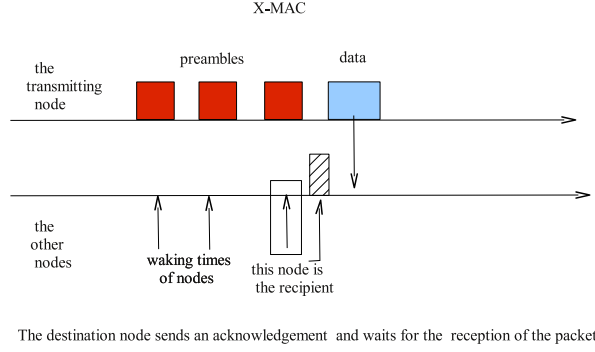 X-MAC
preambles
data
the
transmitting
node
the
other
nodes
waking times
of nodes
this node is
the recipient
The destination node sends an acknowledgement and waits for the reception of the packet